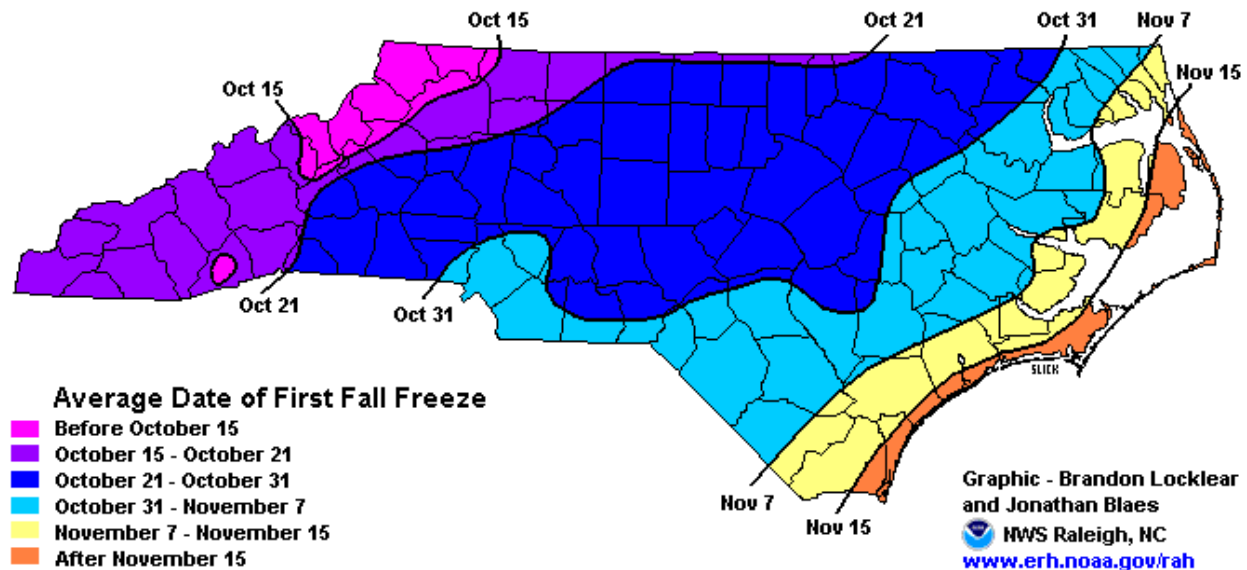 Oct 15
Oct 21
Oct 31
Nov 7
Nov 15
Oct 15
Oct 21
Oct 31
SLICK
Nov 7
Nov 15
Average Date of First Fall Freeze
Before October 15
October 15 - October 21
October 21 - October 31
October 31 - November 7
November 7 - November 15
After November 15
Graphic - Brandon Locklear
and Jonathan Blaes
NWS Raleigh, NC
www.erh.noaa.gov/rah